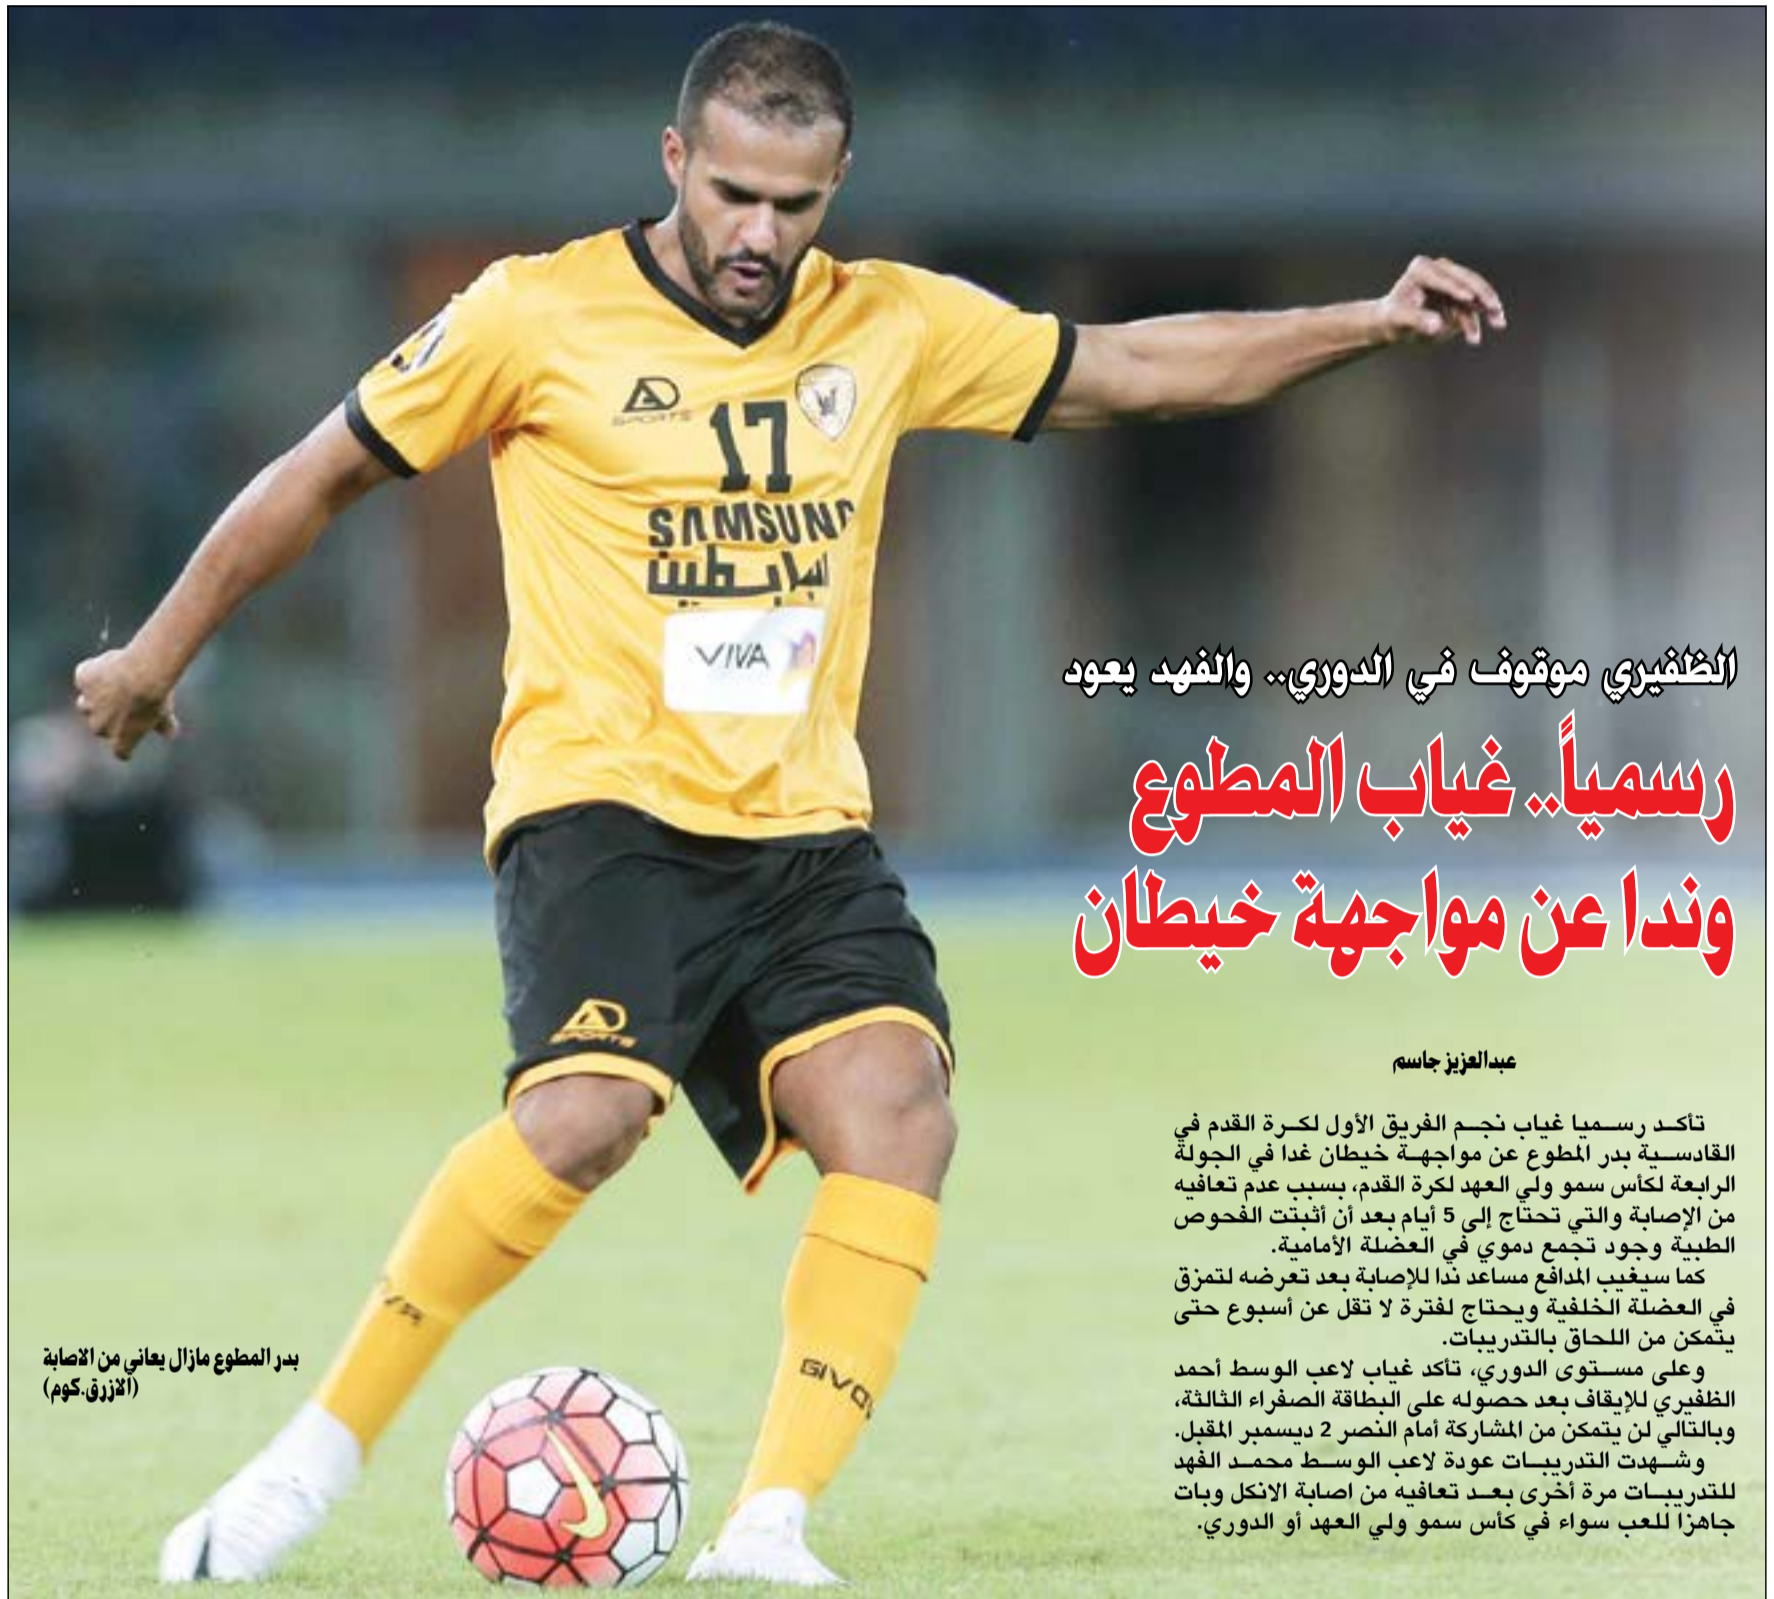 الظفيري موقوف في الدوري.. والفهد يعود
رسمياً.. غياب المطوع
وندا عن مواجهة خيطان
عبدالعزيز جاسم
تأكد رسميا غياب نجم الفريق الأول لكرة القدم في
القادسية بدر المطوع عن مواجهة خيطان غدا في الجولة
الرابعة لكأس سمو ولي العهد لكرة القدم، بسبب عدم تعافيه
من الإصابة والتي تحتاج إلى 5 أيام بعد أن أثبتت الفحوص
الطبية وجود تجمع دموي في العضلة الأمامية.
كما سيغيب المدافع مساعد ندا للإصابة بعد تعرضه لتمزق
في العضلة الخلفية ويحتاج لفترة لا تقل عن أسبوع حتى
يتمكن من اللحاق بالتدريبات.
وعلى مستوى الدوري، تأكد غياب لاعب الوسط أحمد
الظفيري للإيقاف بعد حصوله على البطاقة الصفراء الثالثة،
وبالتالي لن يتمكن من المشاركة أمام النصر 2 ديسمبر المقبل.
وشهدت التدريبات عودة لاعب الوسط محمد الفهد
للتدريبات مرة أخرى بعد تعافيه من اصابة الانكل وبات
جاهزا للعب سواء في كأس سمو ولي العهد أو الدوري.
بدر المطوع مازال يعاني من الاصابة
(الازرق.كوم)
SPORTS
17
SAMSUNG
VIVA
SPORTS
GIVOV